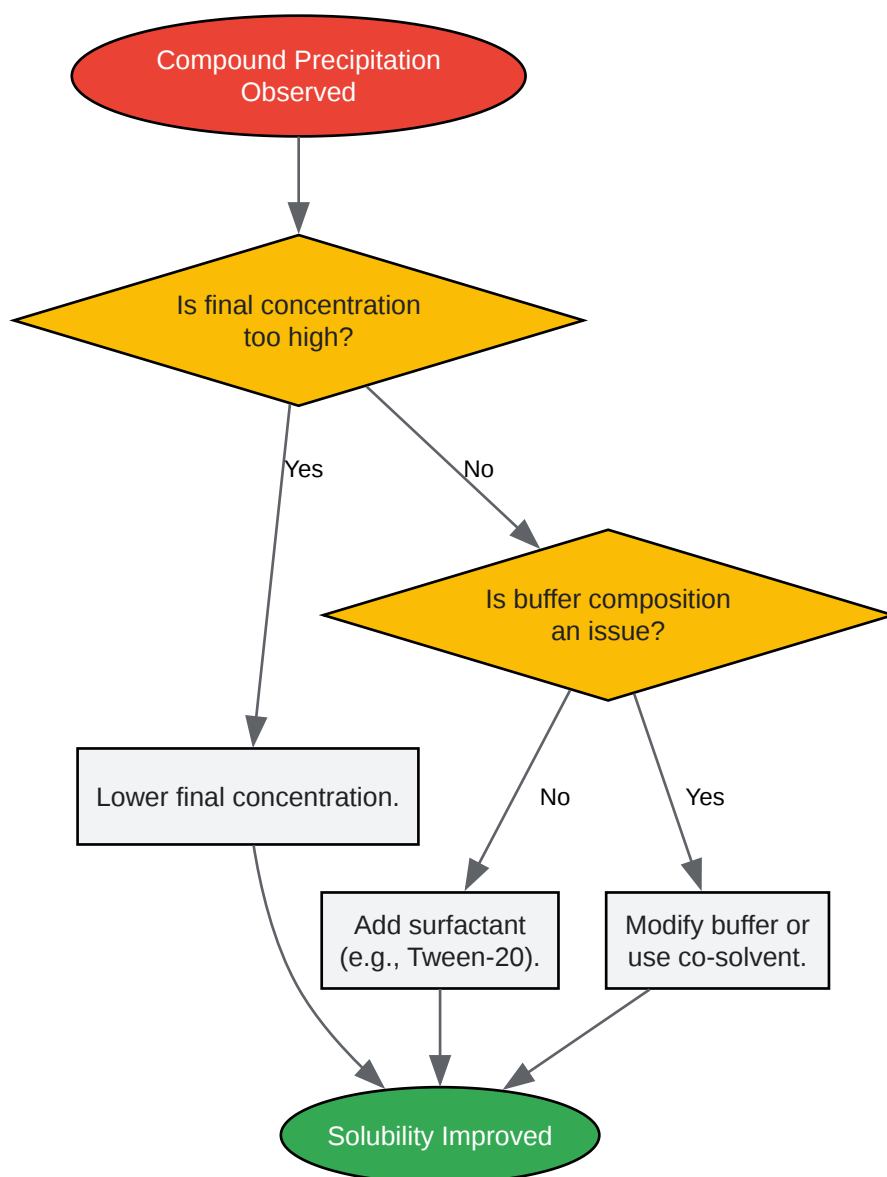 Compound Precipitation
Observed
Is final concentration
too high?
Yes
No
Is buffer composition
an issue?
Lower final concentration.
No
Yes
Add surfactant
(e.g., Tween-20).
Modify buffer or
use co-solvent.
Solubility Improved